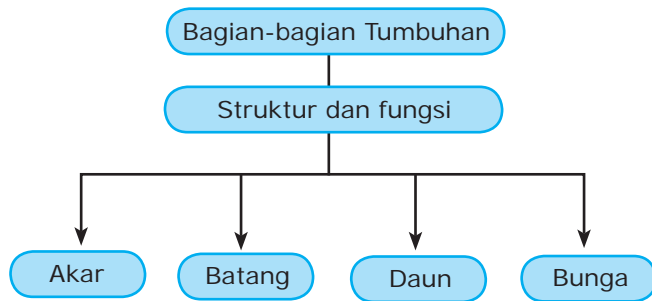 Bagian-bagian Tumbuhan
Struktur dan fungsi
Akar
Batang
Daun
Bunga